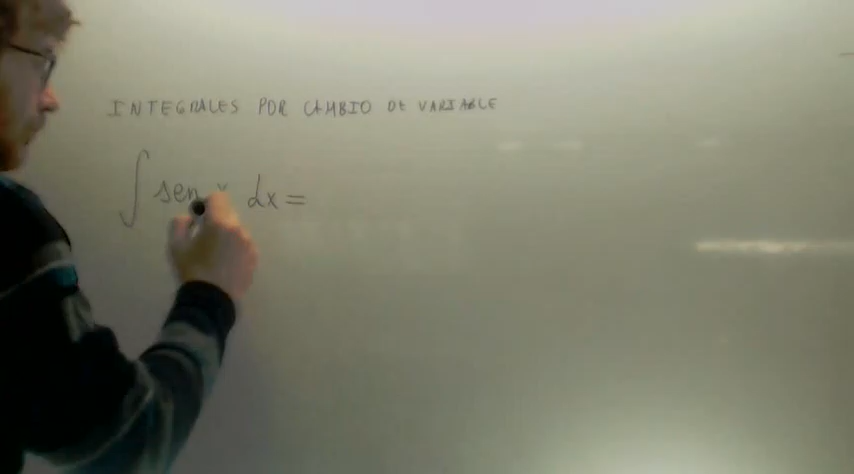 INTEGRALES POR CAMBIO DE VARIABLE
∫ sen x dx =